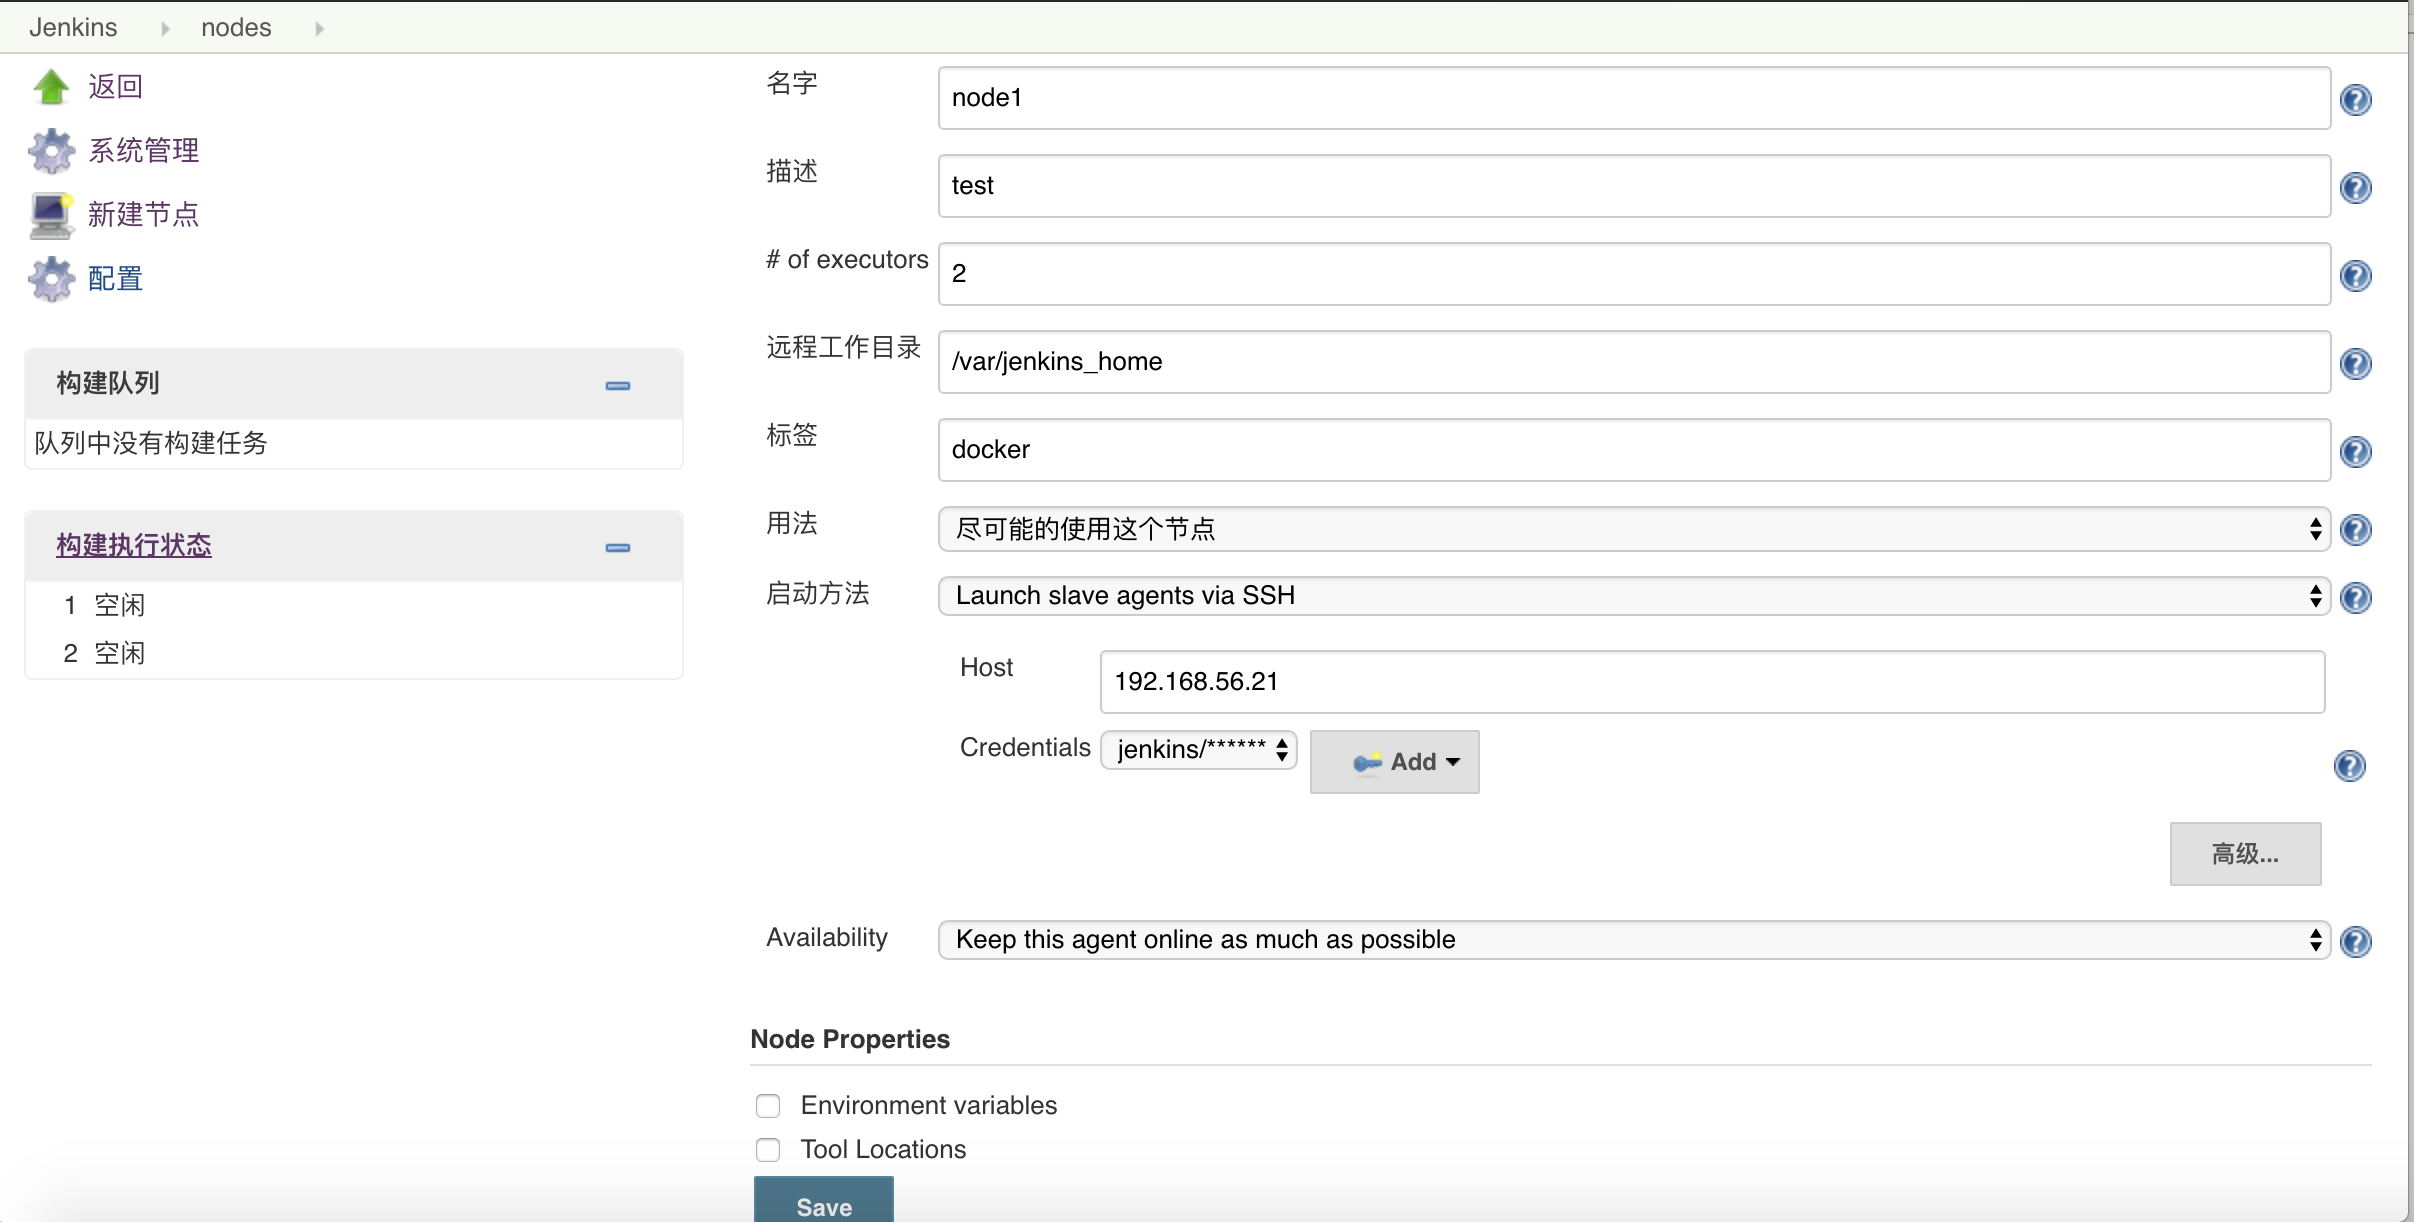 Jenkins nodes
返回
系统管理
新建节点
配置
构建队列
队列中没有构建任务
构建执行状态
1 空闲
2 空闲
名字 node1
描述 test
# of executors 2
远程工作目录 /var/jenkins_home
标签 docker
用法 尽可能的使用这个节点
启动方法 Launch slave agents via SSH
Host 192.168.56.21
Credentials jenkins/****** Add
高级...
Availability Keep this agent online as much as possible
Node Properties
Environment variables
Tool Locations
Save